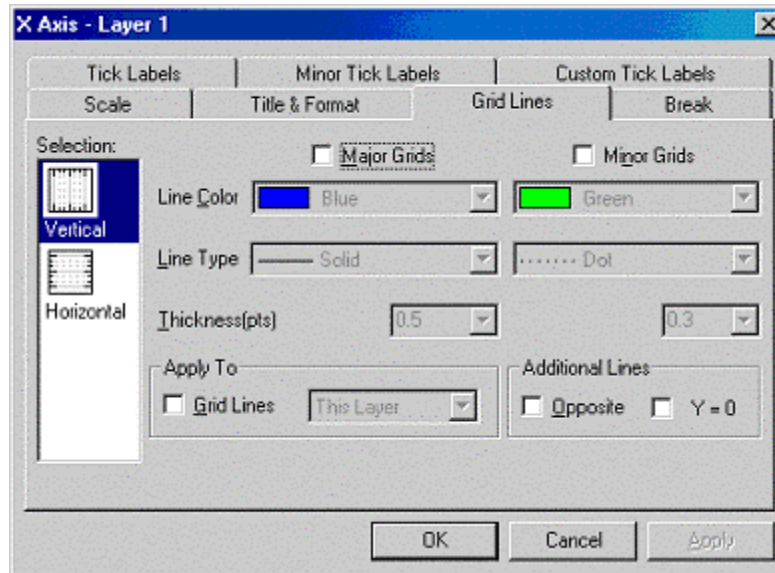 X Axis - Layer 1
Tick Labels Minor Tick Labels Custom Tick Labels
Scale Title & Format Grid Lines Break
Selection:
Major Grids Minor Grids
Vertical
Line Color Blue Green
Horizontal
Line Type Solid Dot
Thickness(pts) 0.5 0.3
Apply To
Grid Lines This Layer
Additional Lines
Opposite Y = 0
OK Cancel Apply